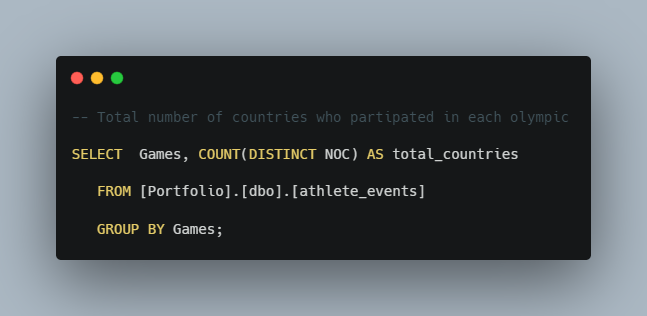 -- Total number of countries who partipated in each olympic
SELECT  Games, COUNT(DISTINCT NOC) AS total_countries
FROM [Portfolio].[dbo].[athlete_events]
GROUP BY Games;